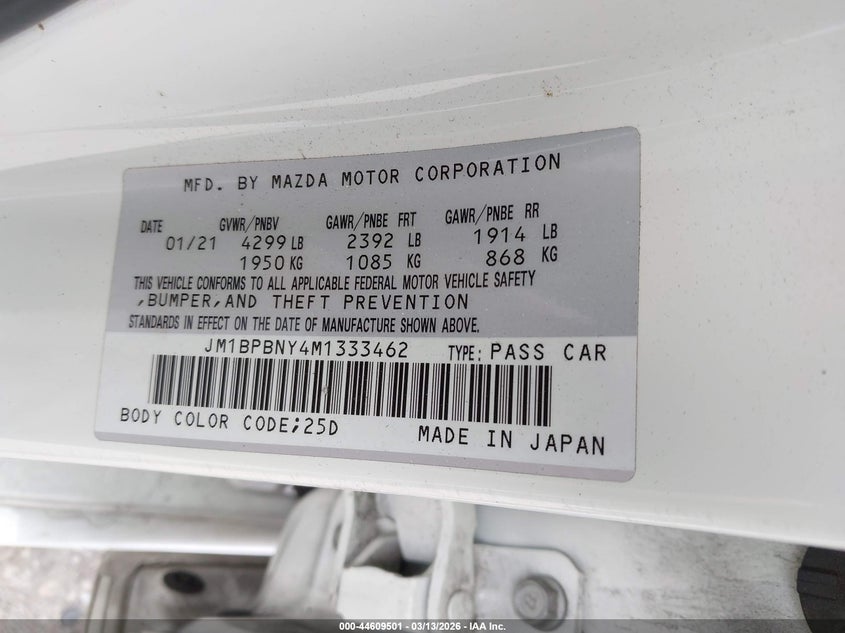 MFD. BY MAZDA MOTOR CORPORATION
DATE GVWR/PNBV GAWR/PNBE FRT GAWR/PNBE RR
01/21 4299 LB 2392 LB 1914 LB
1950 KG 1085 KG 868 KG
THIS VEHICLE CONFORMS TO ALL APPLICABLE FEDERAL MOTOR VEHICLE SAFETY
,BUMPER,AND THEFT PREVENTION
STANDARDS IN EFFECT ON THE DATE OF MANUFACTURE SHOWN ABOVE.
JM1BPBNY4M1333462 TYPE: PASS CAR
BODY COLOR CODE;25D MADE IN JAPAN
000-44609501 - 03/13/2026 - IAA Inc.